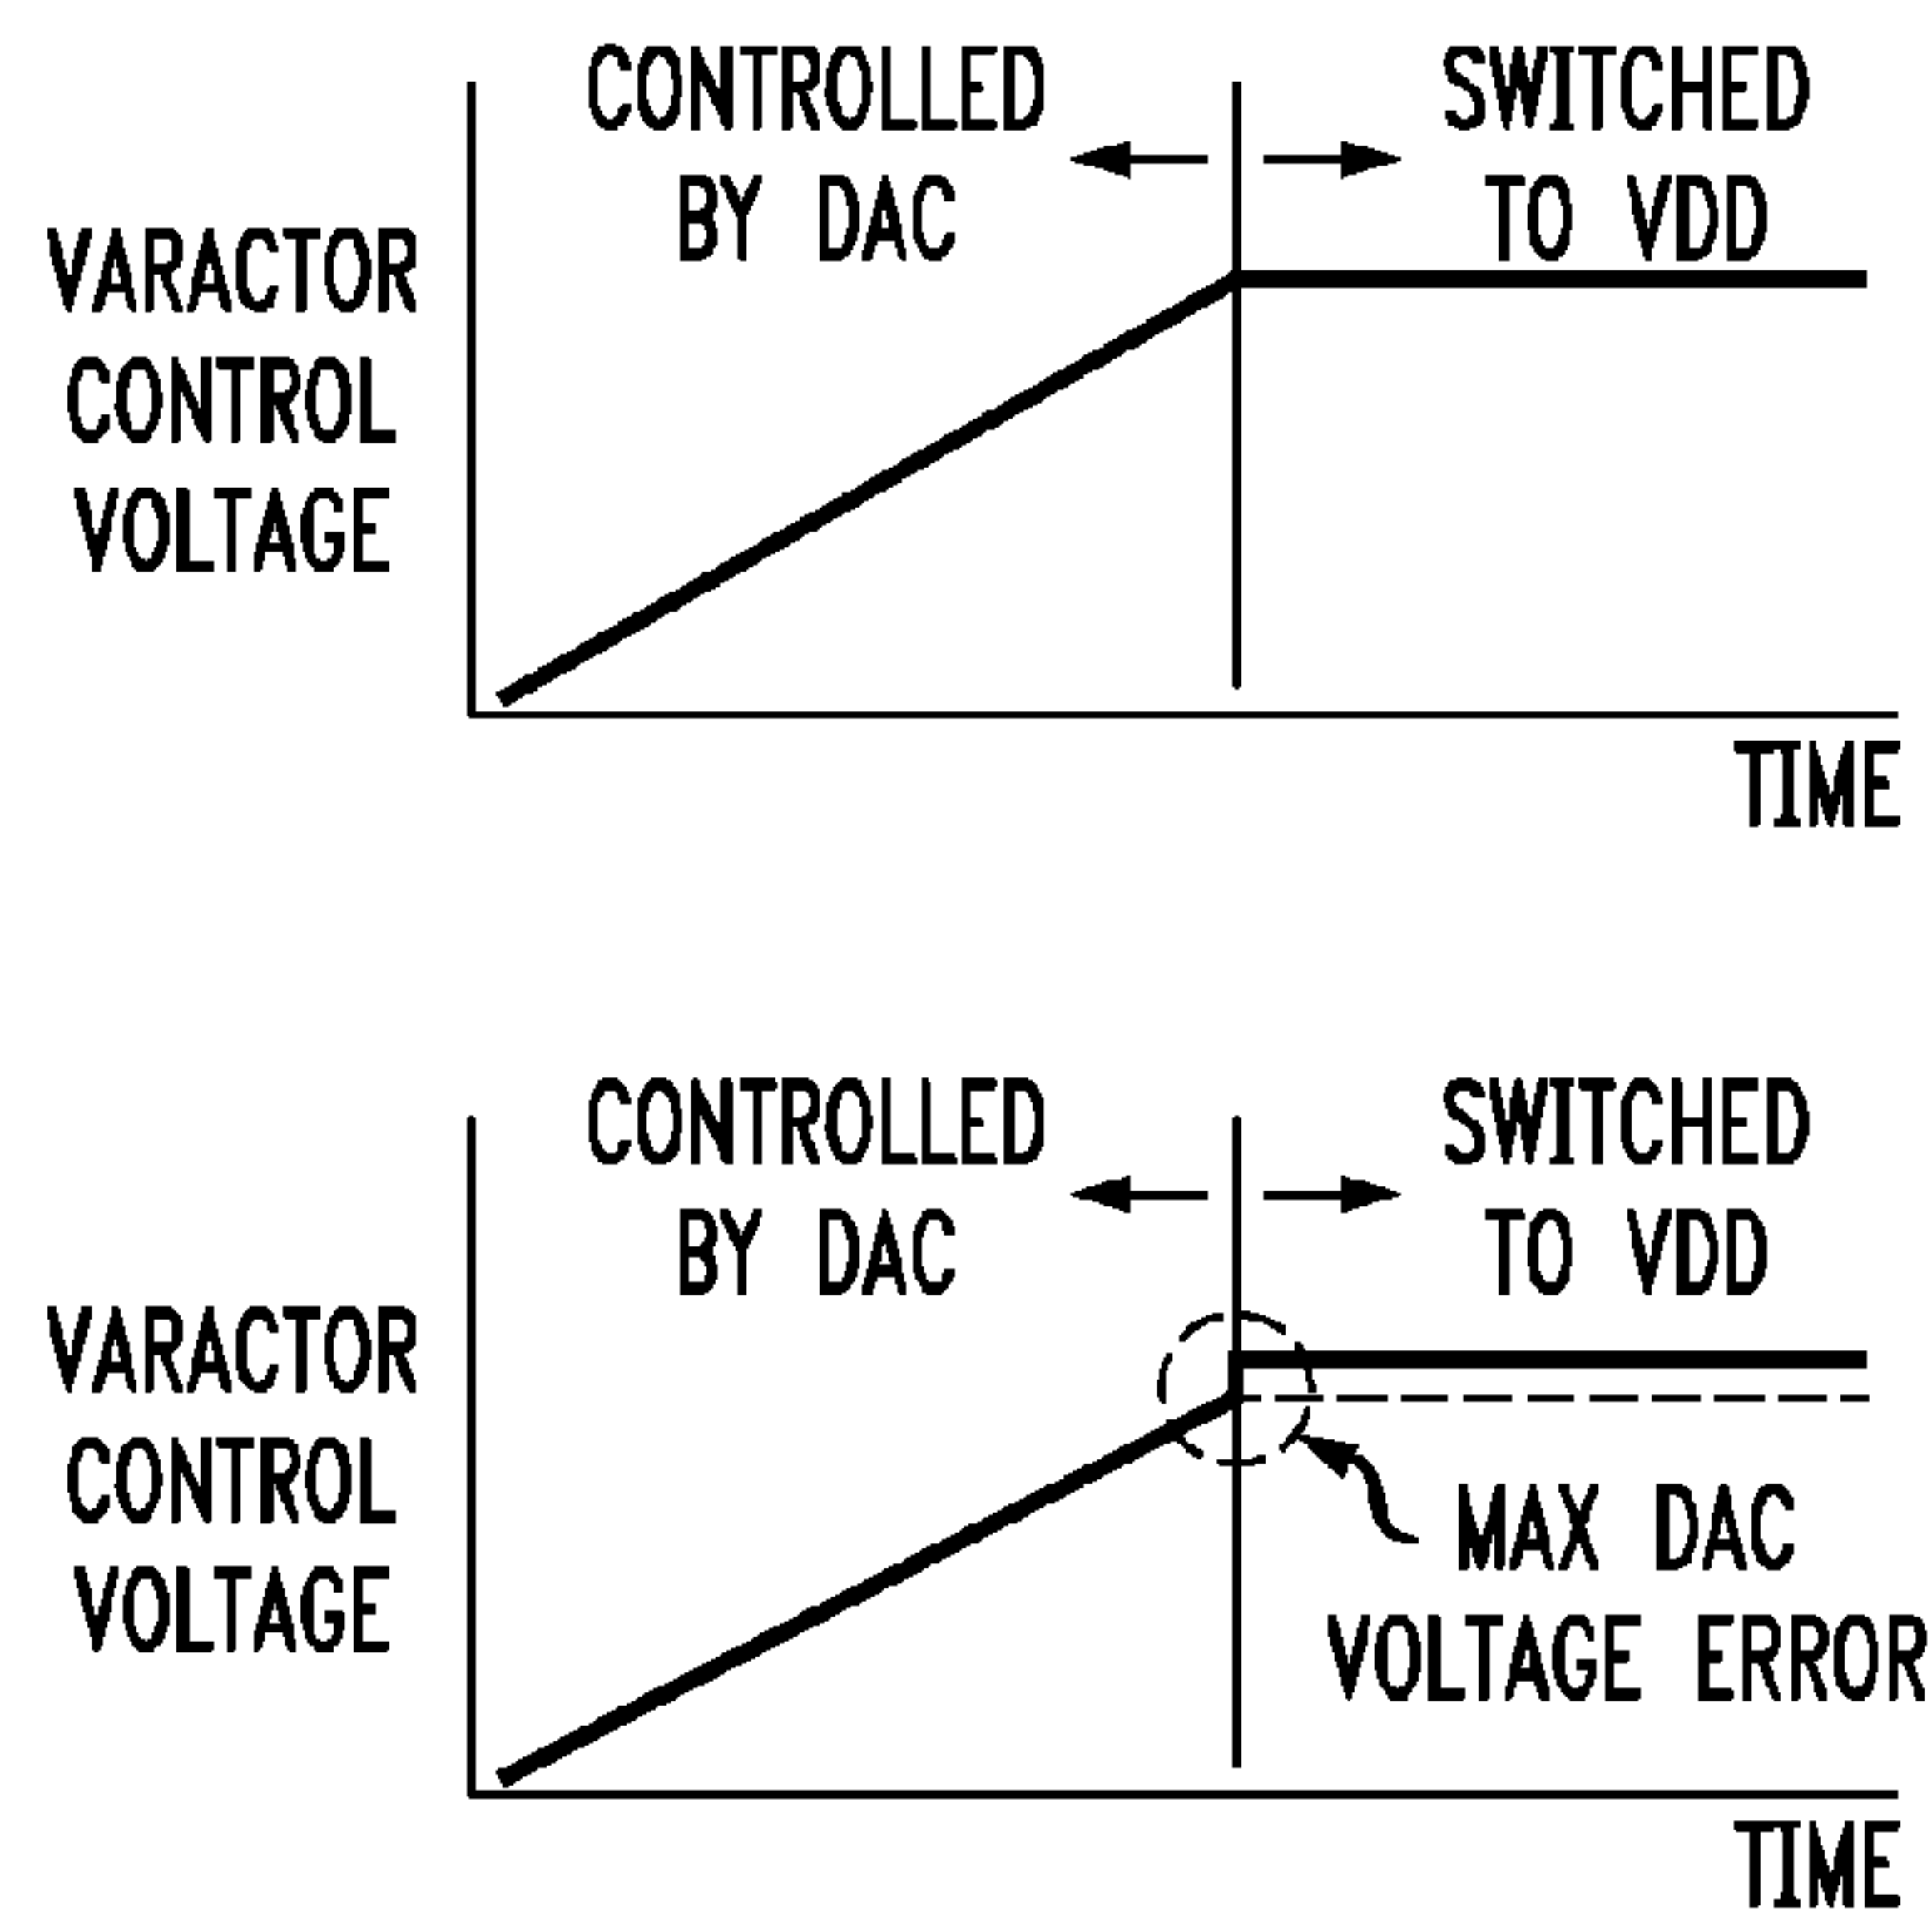 CONTROLLED
BY DAC
SWITCHED
TO VDD
VARACTOR
CONTROL
VOLTAGE
TIME
CONTROLLED
BY DAC
SWITCHED
TO VDD
VARACTOR
CONTROL
VOLTAGE
MAX DAC
VOLTAGE ERROR
TIME